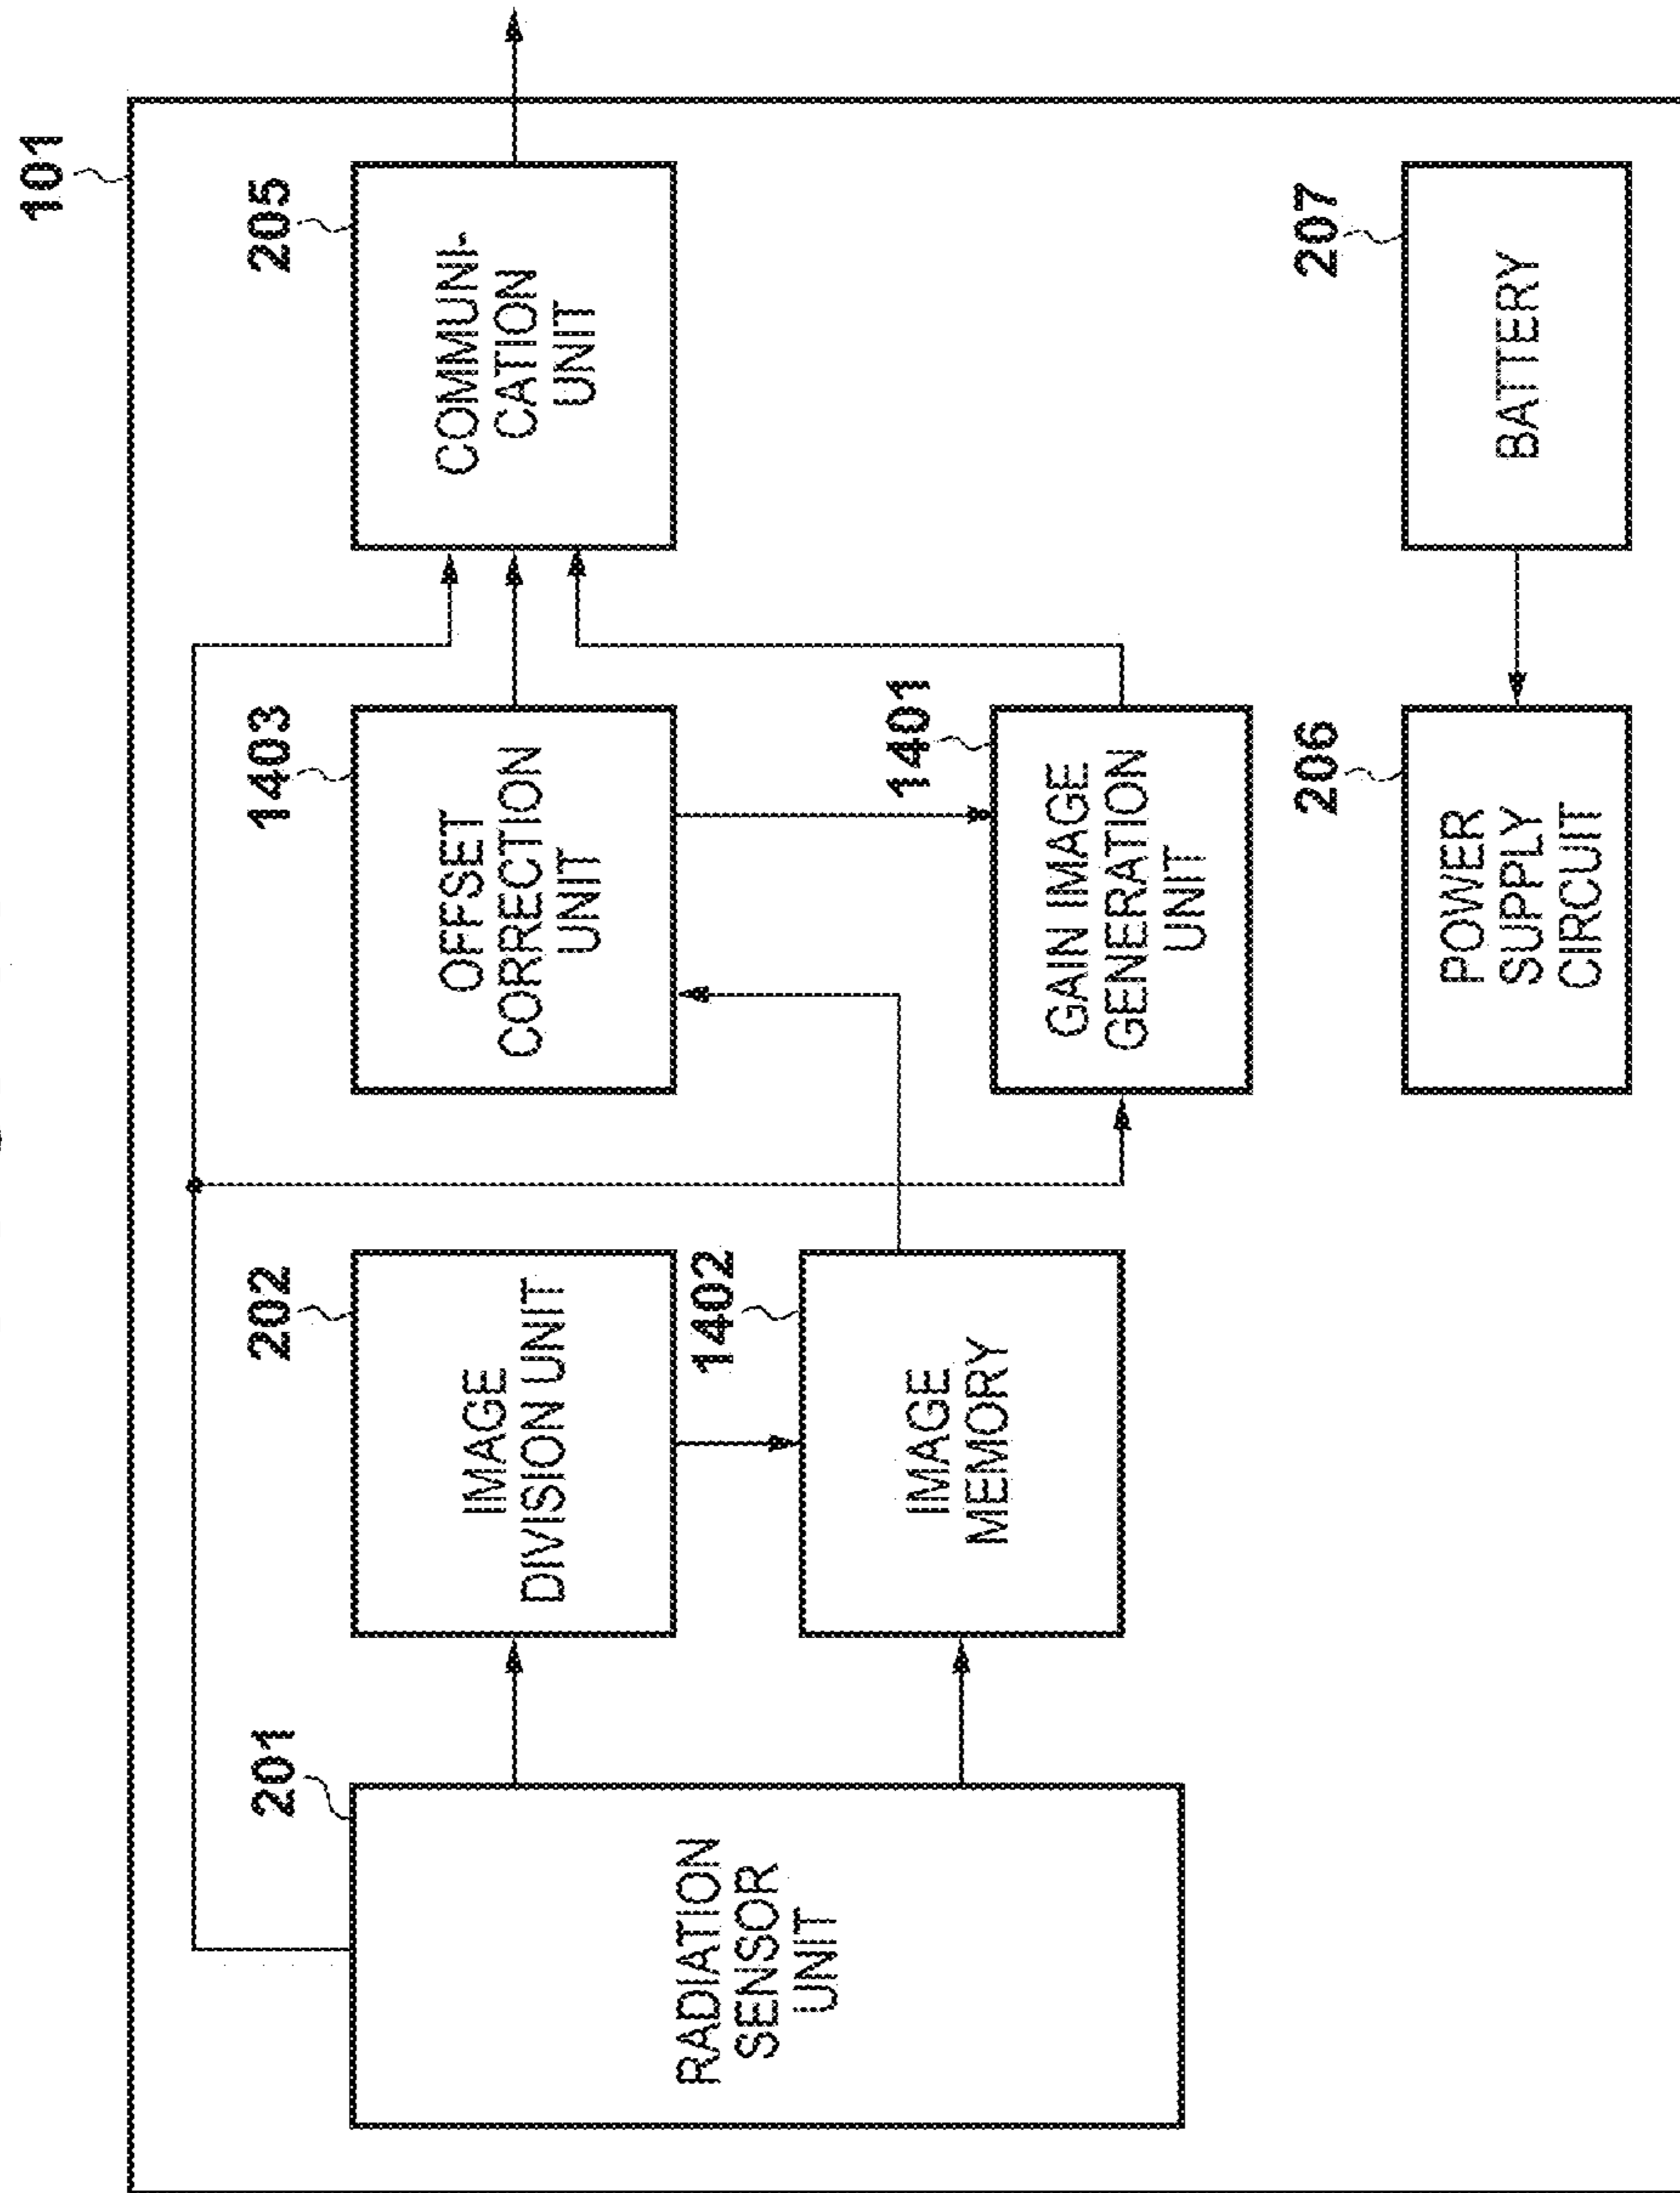 101
201
RADIATION
SENSOR
UNIT
202
IMAGE
DIVISION UNIT
1402
IMAGE
MEMORY
1403
OFFSET
CORRECTION
UNIT
1401
GAIN IMAGE
GENERATION
UNIT
205
COMMUNI-
CATION
UNIT
206
POWER
SUPPLY
CIRCUIT
207
BATTERY